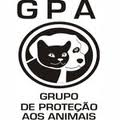 GPA
GRUPO
DE PROTEÇÃO
AOS ANIMAIS